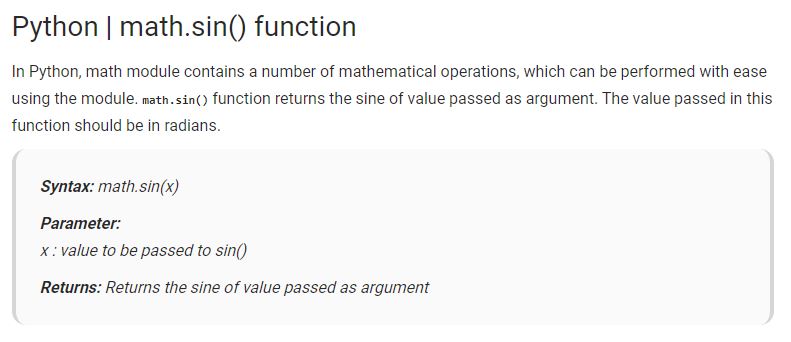 Python | math.sin() function
In Python, math module contains a number of mathematical operations, which can be performed with ease
using the module. math.sin() function returns the sine of value passed as argument. The value passed in this
function should be in radians.
Syntax: math.sin(x)
Parameter:
x : value to be passed to sin()
Returns: Returns the sine of value passed as argument